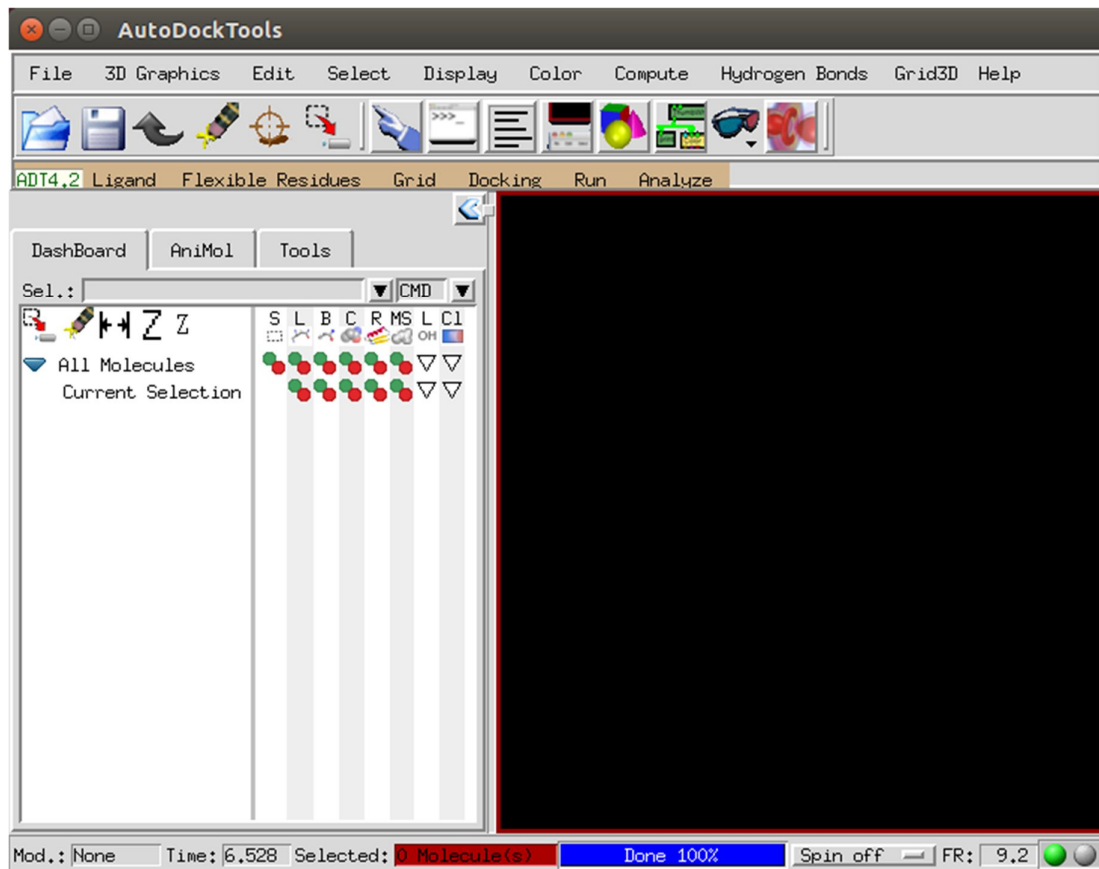 AutoDockTools
File 3D Graphics Edit Select Display Color Compute Hydrogen Bonds Grid3D Help
>>>_
ADT4.2 Ligand Flexible Residues Grid Docking Run Analyze
DashBoard AniMol Tools
Sel.: CMD
Z Z S L B C R MS L Cl
OH
All Molecules
Current Selection
Mod.: None Time: 6.528 Selected: 0 Molecule(s) Done 100% Spin off FR: 9.2